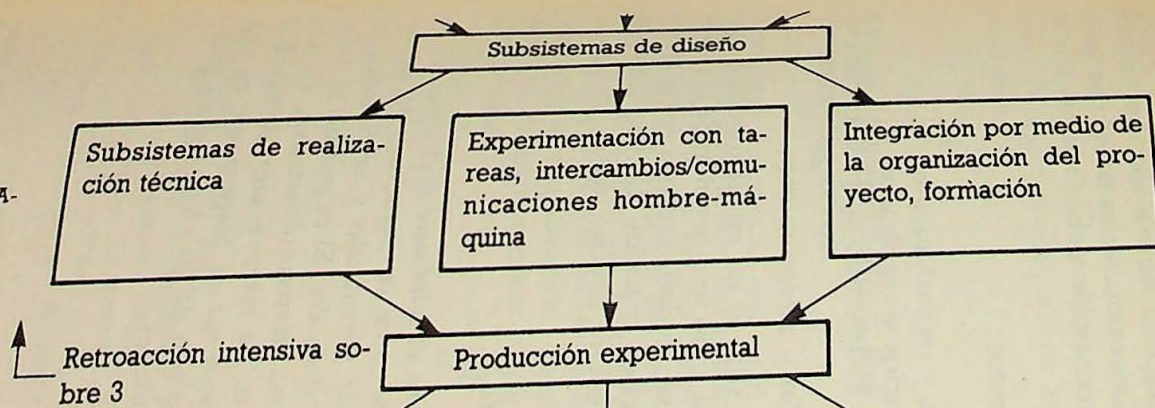 Subsistemas de diseño
Subsistemas de realiza-
ción técnica
Experimentación con ta-
reas, intercambios/comu-
nicaciones hombre-má-
quina
Integración por medio de
la organización del pro-
yecto, formación
A-
Retroacción intensiva so-
bre 3
Producción experimental